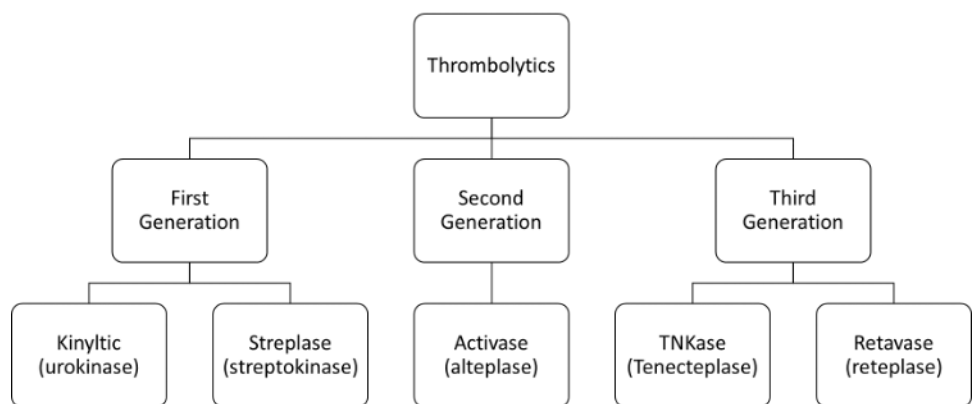 Thrombolytics
First
Generation
Second
Generation
Third
Generation
Kinyltic
(urokinase)
Streplase
(streptokinase)
Activase
(alteplase)
TNKase
(Tenecteplase)
Retavase
(reteplase)